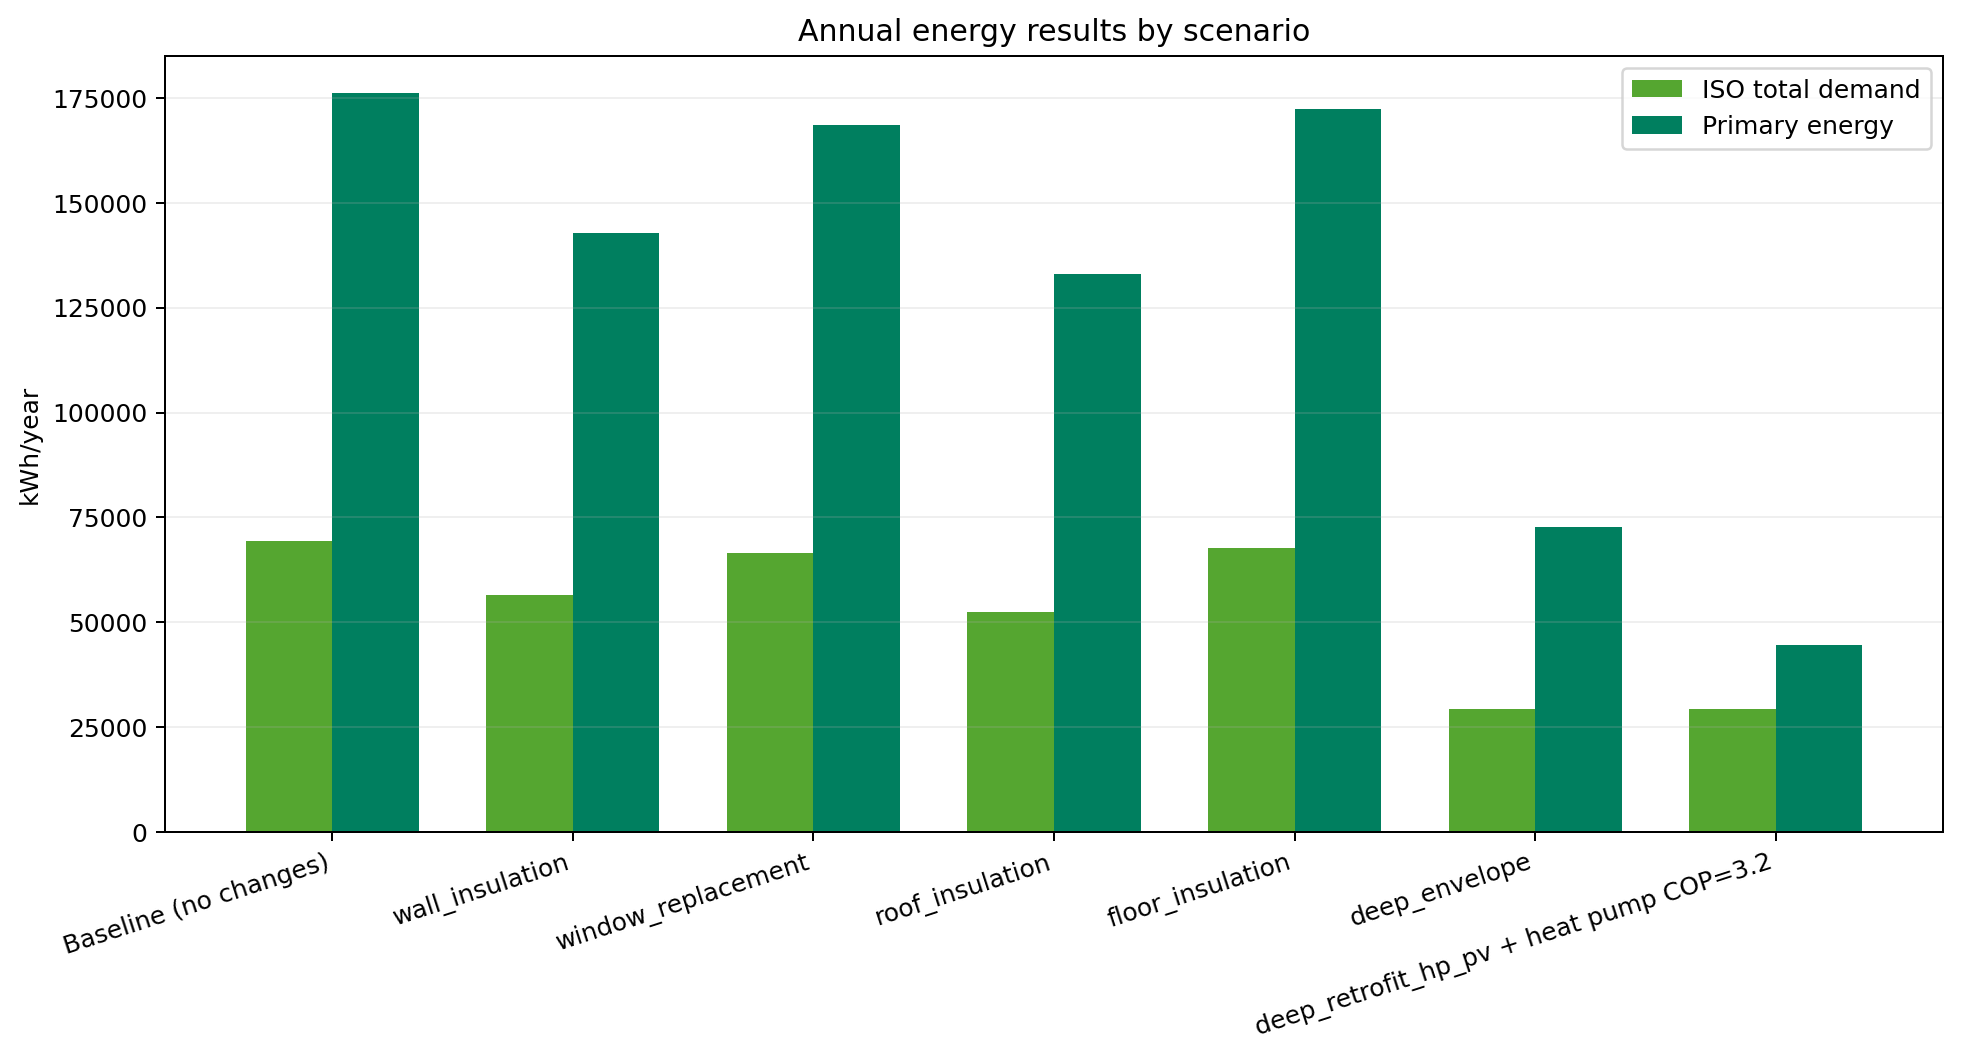 Annual energy results by scenario
ISO total demand
Primary energy
kWh/year
175000
150000
125000
100000
75000
50000
25000
0
Baseline (no changes)
wall_insulation
window_replacement
roof_insulation
floor_insulation
deep_envelope
deep_retrofit_hp_pv + heat pump COP=3.2